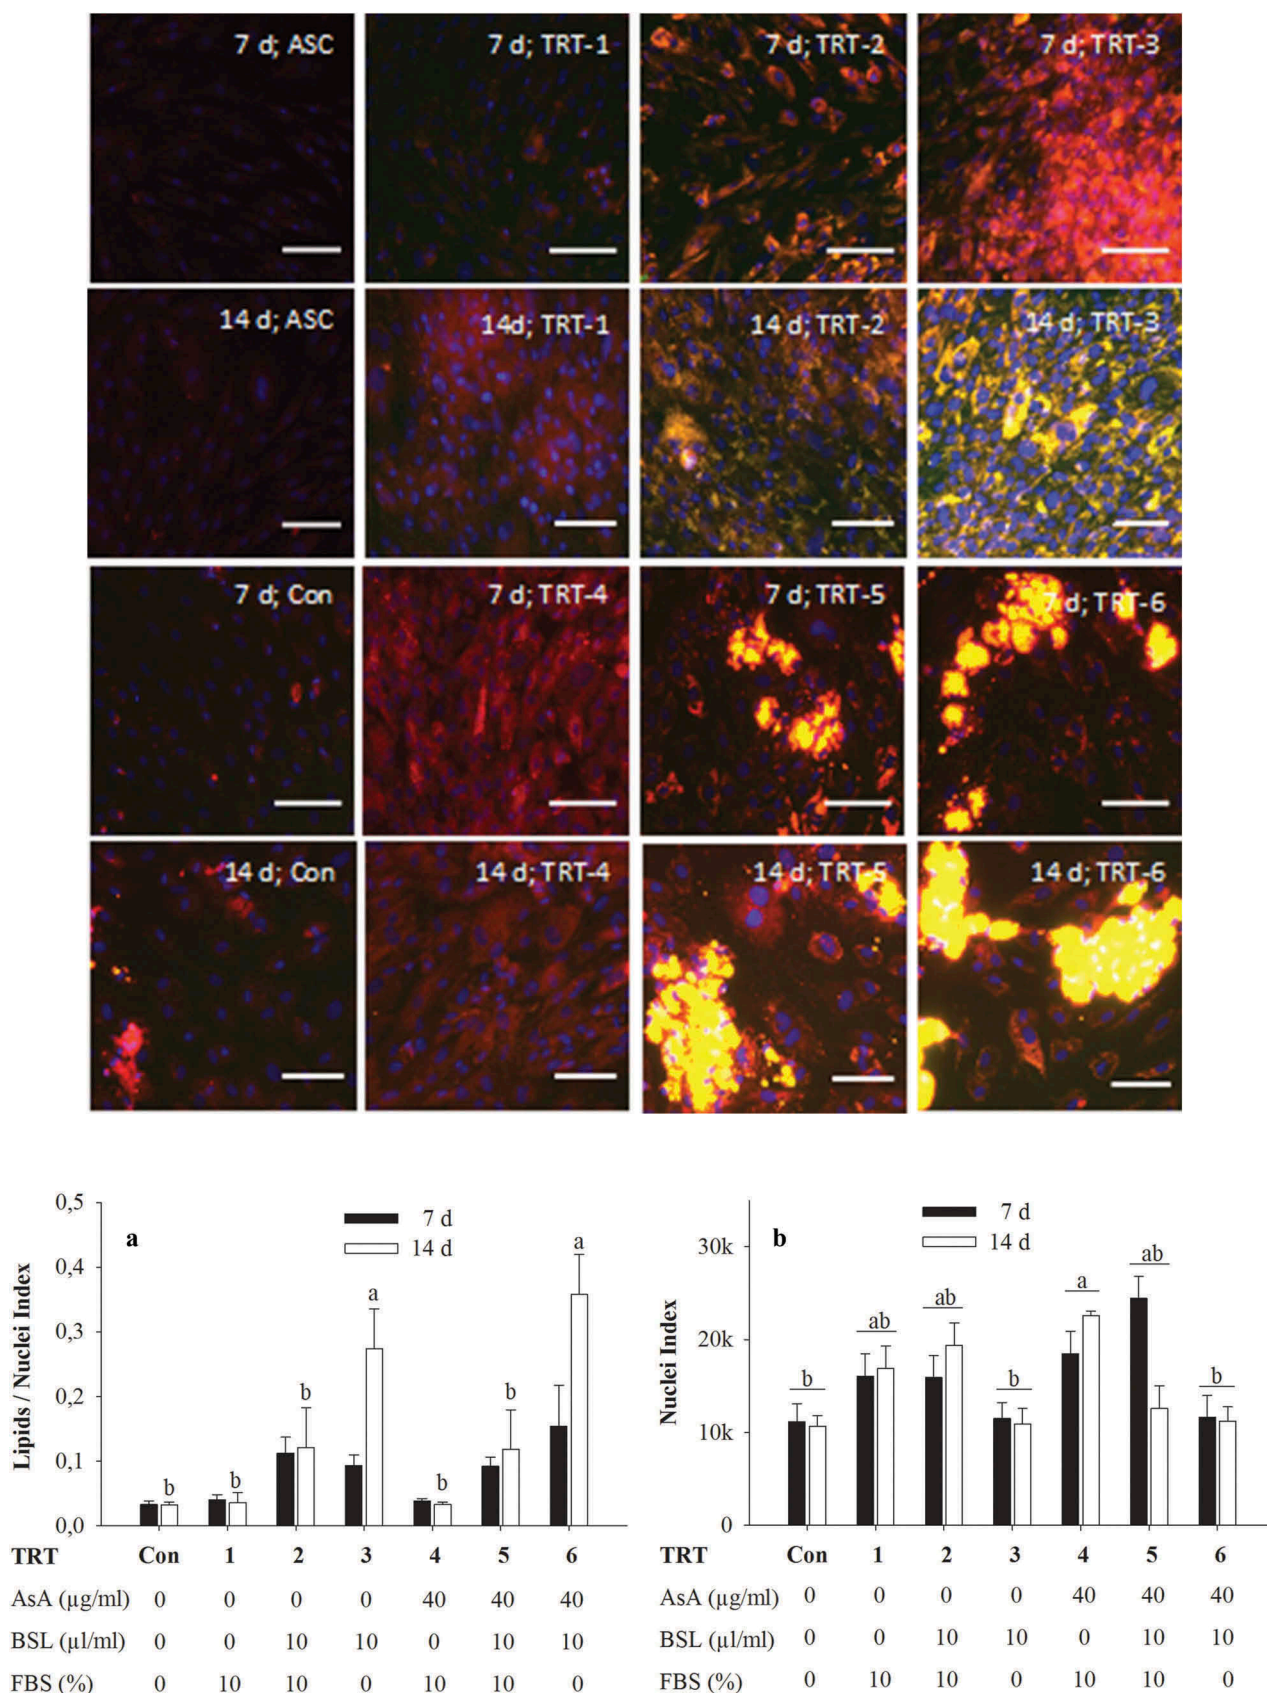 7 d; ASC 7 d; TRT-1 7 d; TRT-2 7 d; TRT-3
14 d; ASC 14d; TRT-1 14 d; TRT-2 14 d; TRT-3
7 d; Con 7 d; TRT-4 7 d; TRT-5 7 d; TRT-6
14 d; Con 14 d; TRT-4 14 d; TRT-5 14 d; TRT-6
a
7 d
14 d
Lipids / Nuclei Index
0,5
0,4
0,3
0,2
0,1
0,0
b b b a b b a
TRT Con 1 2 3 4 5 6
AsA (µg/ml) 0 0 0 0 40 40 40
BSL (µl/ml) 0 0 10 10 0 10 10
FBS (%) 0 10 10 0 10 10 0
b
7 d
14 d
Nuclei Index
30k
20k
10k
0
b ab ab b a ab b
TRT Con 1 2 3 4 5 6
AsA (µg/ml) 0 0 0 0 40 40 40
BSL (µl/ml) 0 0 10 10 0 10 10
FBS (%) 0 10 10 0 10 10 0